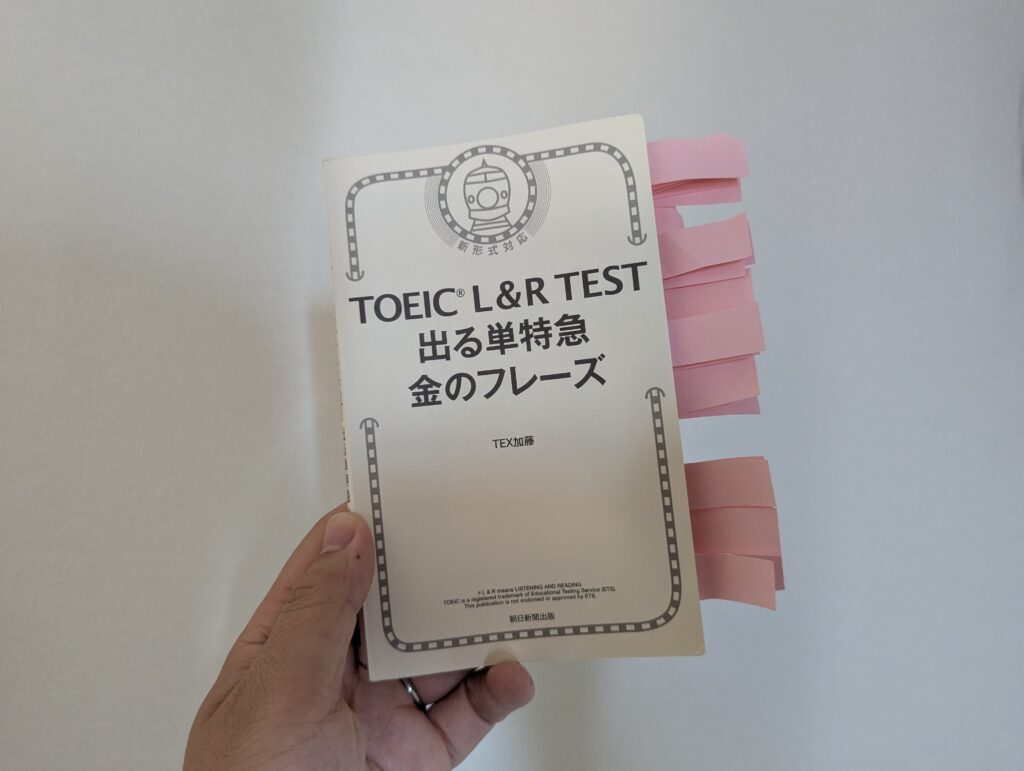 新形式対応
TOEIC® L&R TEST
出る単特急
金のフレーズ
TEX加藤
※L & R means LISTENING AND READING
TOEIC is a registered trademark of Educational Testing Service (ETS).
This publication is not endorsed or approved by ETS.
朝日新聞出版